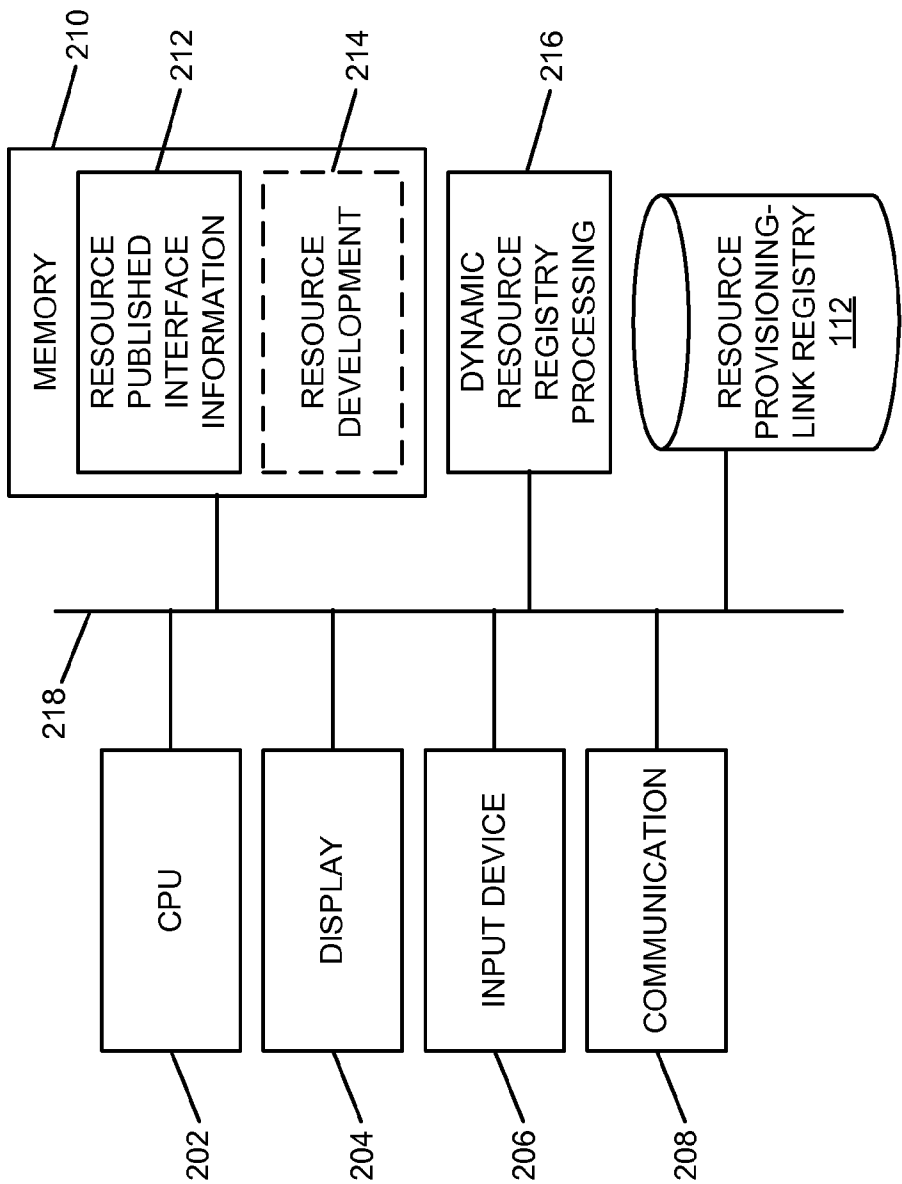 202
CPU
204
DISPLAY
206
INPUT DEVICE
208
COMMUNICATION
218
210
MEMORY
212
RESOURCE
PUBLISHED
INTERFACE
INFORMATION
214
RESOURCE
DEVELOPMENT
216
DYNAMIC
RESOURCE
REGISTRY
PROCESSING
RESOURCE
PROVISIONING-
LINK REGISTRY
112